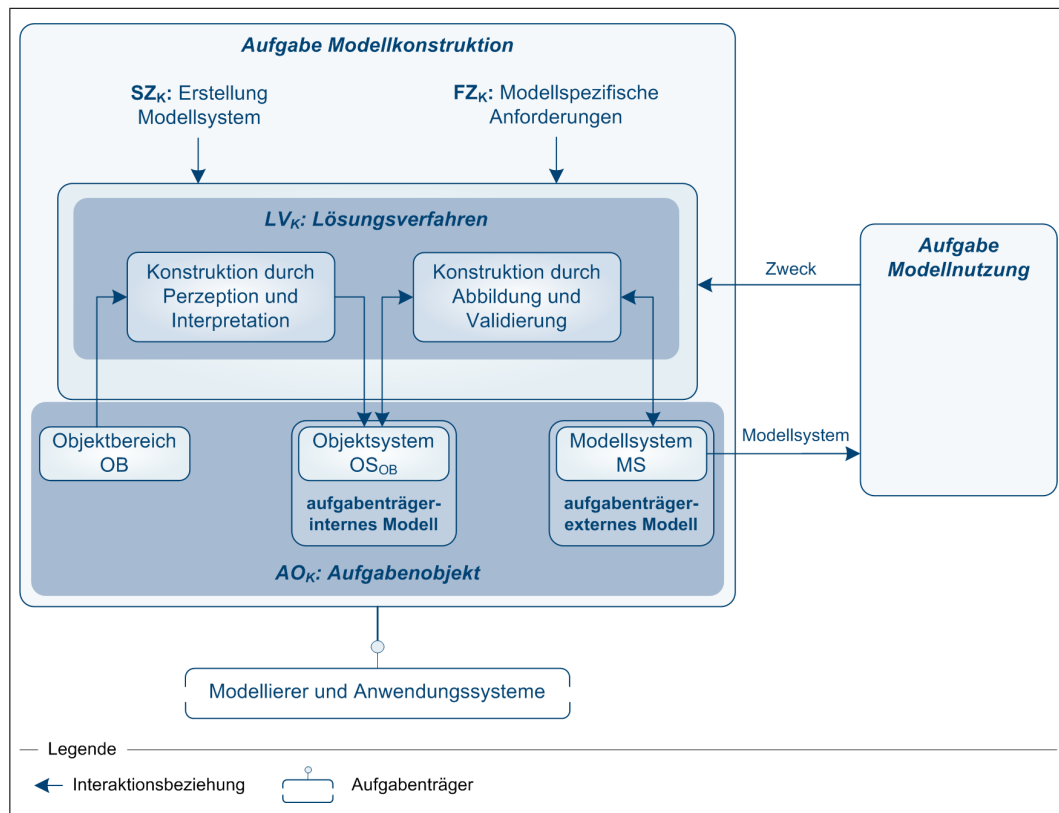 Aufgabe Modellkonstruktion
SZK: Erstellung
Modellsystem
FZK: Modellspezifische
Anforderungen
LVK: Lösungsverfahren
Konstruktion durch
Perzeption und
Interpretation
Konstruktion durch
Abbildung und
Validierung
Zweck
Aufgabe
Modellnutzung
Objektbereich
OB
Objektsystem
OSOB
aufgabenträger-
internes Modell
Modellsystem
MS
aufgabenträger-
externes Modell
Modellsystem
AOK: Aufgabenobjekt
Modellierer und Anwendungssysteme
Legende
Interaktionsbeziehung
Aufgabenträger